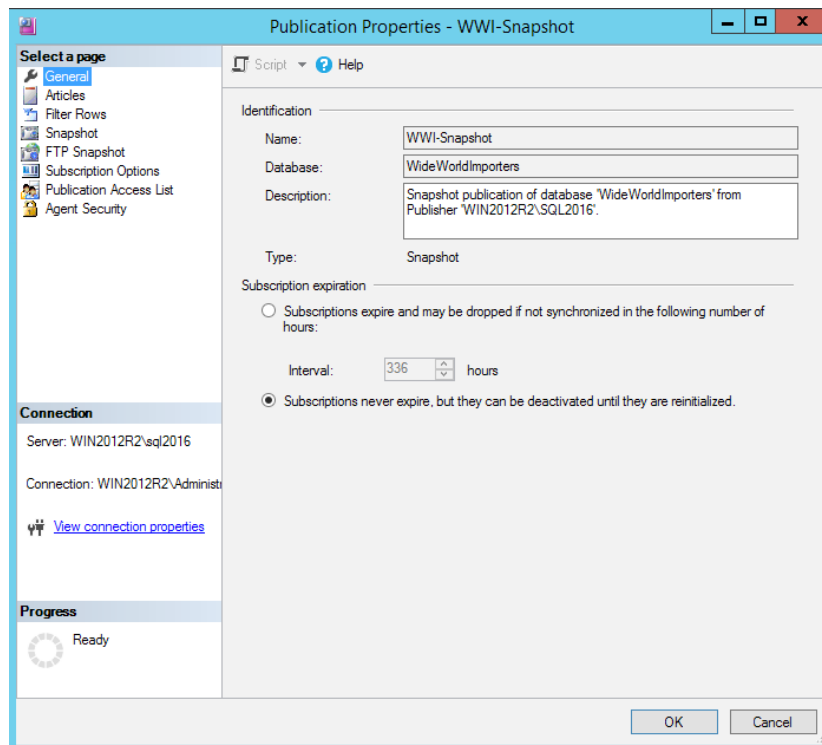 Publication Properties - WWI-Snapshot
Select a page
General
Articles
Filter Rows
Snapshot
FTP Snapshot
Subscription Options
Publication Access List
Agent Security
Connection
Server: WIN2012R2\sql2016
Connection: WIN2012R2\Administ
View connection properties
Progress
Ready
Script
Help
Identification
Name:
WWI-Snapshot
Database:
WideWorldImporters
Description:
Snapshot publication of database 'WideWorldImporters' from
Publisher 'WIN2012R2\SQL2016'.
Type:
Snapshot
Subscription expiration
Subscriptions expire and may be dropped if not synchronized in the following number of
hours:
Interval:
336
hours
Subscriptions never expire, but they can be deactivated until they are reinitialized.
OK
Cancel